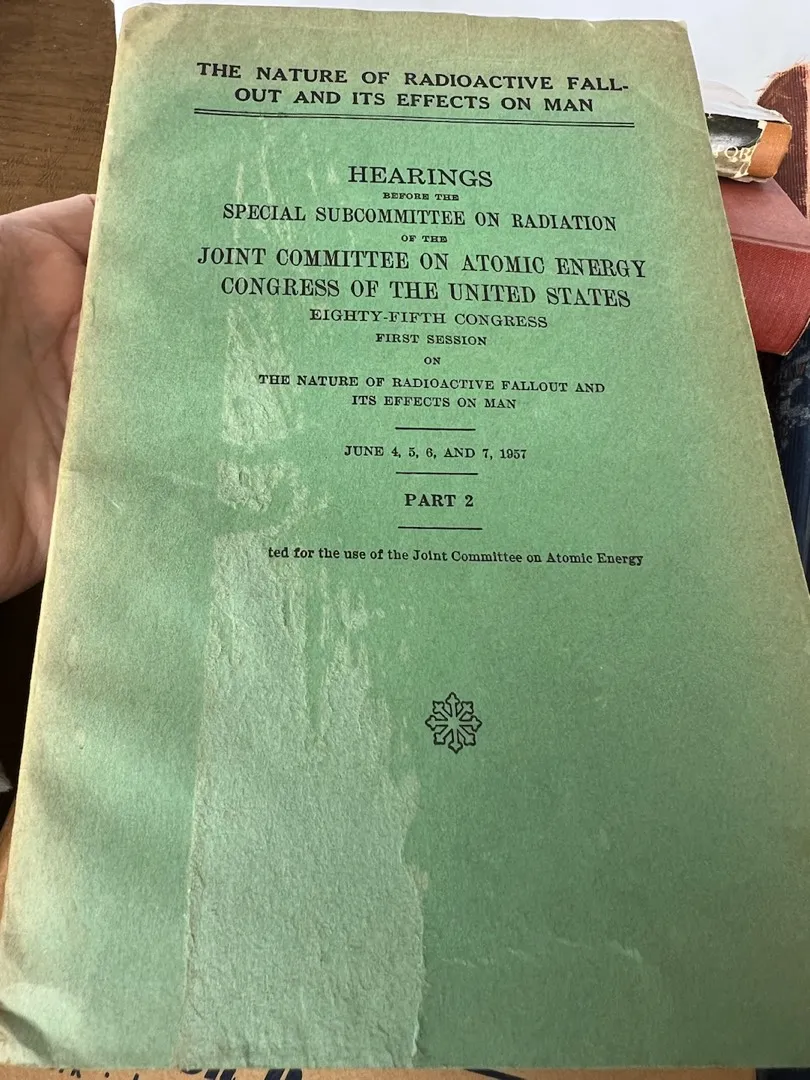 THE NATURE OF RADIOACTIVE FALL-
OUT AND ITS EFFECTS ON MAN
HEARINGS
BEFORE THE
SPECIAL SUBCOMMITTEE ON RADIATION
OF THE
JOINT COMMITTEE ON ATOMIC ENERGY
CONGRESS OF THE UNITED STATES
EIGHTY-FIFTH CONGRESS
FIRST SESSION
ON
THE NATURE OF RADIOACTIVE FALLOUT AND
ITS EFFECTS ON MAN
JUNE 4, 5, 6, AND 7, 1957
PART 2
ted for the use of the Joint Committee on Atomic Energy